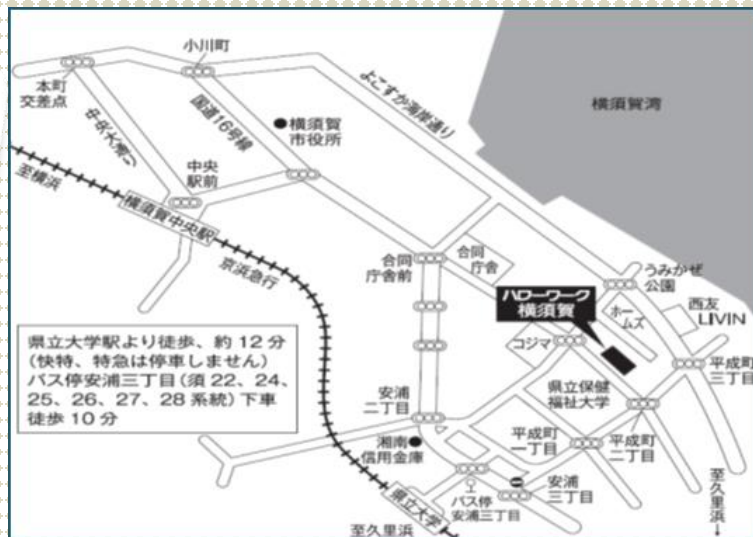 小川町
本町
交差点
中央大通り
国道16号線
よこすか海岸通り
横須賀湾
横須賀
市役所
中央
駅前
至横浜
横須賀中央駅
京浜急行
合同
庁舎前
合同
庁舎
うみかぜ
公園
ハローワーク
横須賀
ホー
ムズ
西友
LIVIN
コジマ
県立大学駅より徒歩、約12分
(快特、特急は停車しません)
バス停安浦三丁目(須22、24、
25、26、27、28系統)下車
徒歩10分
平成町
三丁目
県立保健
福祉大学
安浦
二丁目
湘南
信用金庫
平成町
一丁目
平成町
二丁目
安浦
三丁目
バス停
安浦三丁目
県立大学
至久里浜
至久里浜